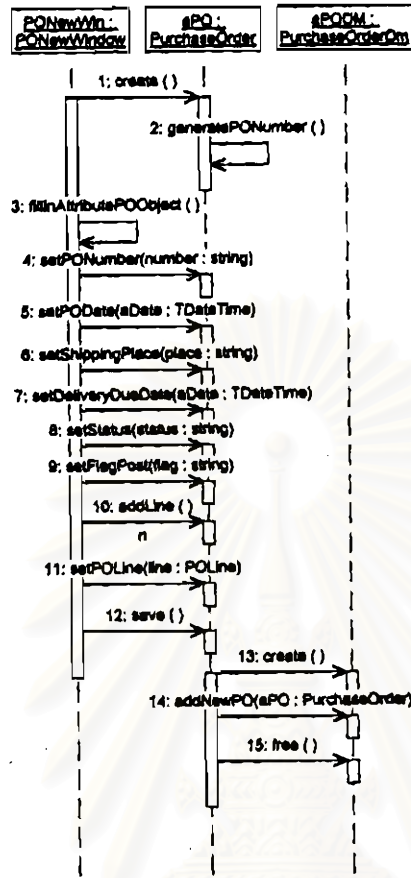 PONewWin :
PONewWindow
aPO :
PurchaseOrder
aPODM :
PurchaseOrderDm
1: create ( )
2: generatePONumber ( )
3: fillInAttributePOObject ( )
4: setPONumber(number : string)
5: setPODate(aDate : TDateTime)
6: setShippingPlace(place : string)
7: setDeliveryDueDate(aDate : TDateTime)
8: setStatus(status : string)
9: setFlagPost(flag : string)
10: addLine ( )
n
11: setPOLine(line : POLine)
12: save ( )
13: create ( )
14: addNewPO(aPO : PurchaseOrder)
15: free ( )